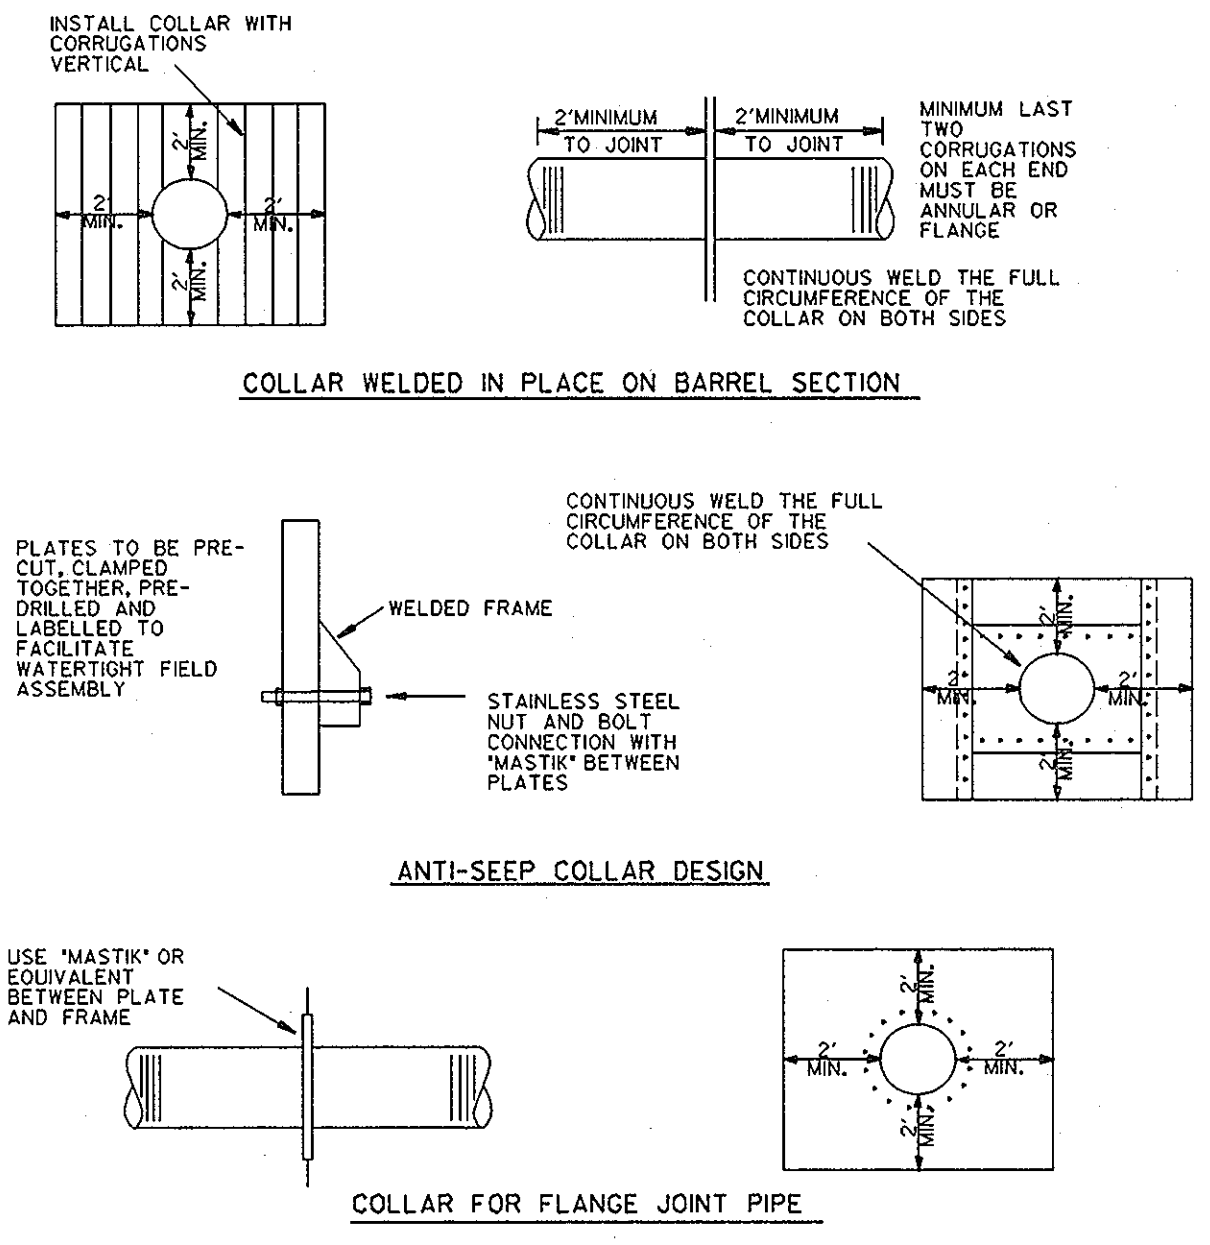 INSTALL COLLAR WITH
CORRUGATIONS
VERTICAL
2'
MIN.
2'
MIN.
2'
MIN.
2'
MIN.
2'MINIMUM
TO JOINT
2'MINIMUM
TO JOINT
MINIMUM LAST
TWO
CORRUGATIONS
ON EACH END
MUST BE
ANNULAR OR
FLANGE
CONTINUOUS WELD THE FULL
CIRCUMFERENCE OF THE
COLLAR ON BOTH SIDES
COLLAR WELDED IN PLACE ON BARREL SECTION
PLATES TO BE PRE-
CUT, CLAMPED
TOGETHER, PRE-
DRILLED AND
LABELLED TO
FACILITATE
WATERTIGHT FIELD
ASSEMBLY
WELDED FRAME
STAINLESS STEEL
NUT AND BOLT
CONNECTION WITH
"MASTIK" BETWEEN
PLATES
CONTINUOUS WELD THE FULL
CIRCUMFERENCE OF THE
COLLAR ON BOTH SIDES
2'
MIN.
2'
MIN.
2'
MIN.
2'
MIN.
ANTI-SEEP COLLAR DESIGN
USE "MASTIK" OR
EQUIVALENT
BETWEEN PLATE
AND FRAME
2'
MIN.
2'
MIN.
2'
MIN.
2'
MIN.
COLLAR FOR FLANGE JOINT PIPE